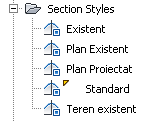 Section Styles
Existent
Plan Existent
Plan Proiectat
Standard
Teren existent